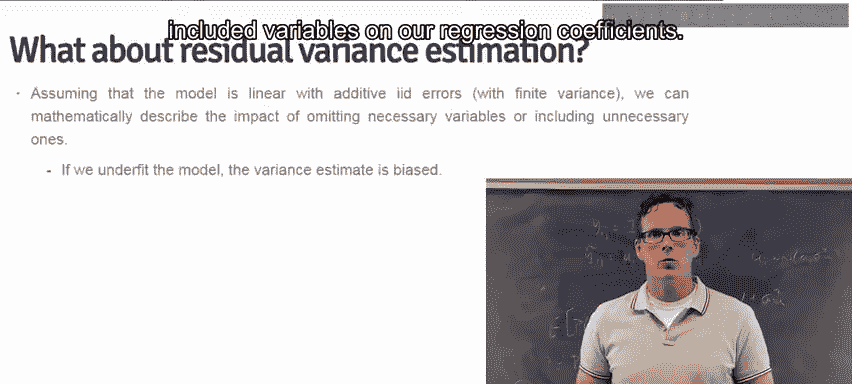 included variables on our regression coefficients.
What about residual variance estimation?
· Assuming that the model is linear with additive iid errors (with finite variance), we can
mathematically describe the impact of omitting necessary variables or including unnecessary
ones.
- If we underfit the model, the variance estimate is biased.